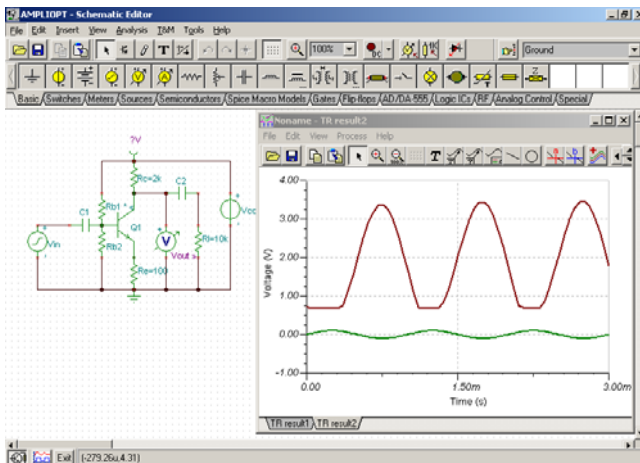 AMPLIOPT - Schematic Editor
File Edit Insert View Analysis T&M Tools Help
100%
Ground
Basic Switches Meters Sources Semiconductors Spice Macro Models Gates Flip-flops AD/DA-555 Logic ICs RF Analog Control Special
Noname - TR result2
File Edit View Process Help
T
?V
Rc=2k
C2
C1
Rb1
Q1
Rb2
Vin
V
Vout
Rl=10k
Vcc
Re=100
4.00
3.00
2.00
1.00
0.00
-1.00
Voltage (V)
0.00 1.50m 3.00m
Time (s)
TR result1 TR result2
Exit (-279.26u,4.31)